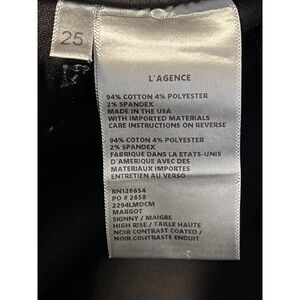 25
L'AGENCE
94% COTTON 4% POLYESTER
2% SPANDEX
MADE IN THE USA
WITH IMPORTED MATERIALS
CARE INSTRUCTIONS ON REVERSE
94% COTTON 4% POLYESTER
2% SPANDEX
FABRIQUE DANS LA ETATS-UNIS
D'AMERIQUE AVEC DES
MATERIAUX IMPORTES
ENTRETIEN AU VERSO
RN126654
PO # 2658
2294LMDCM
MARGOT
SKINNY / MAIGRE
HIGH RISE / TAILLE HAUTE
NOIR CONTRAST COATED /
NOIR CONTRASTE ENDUIT